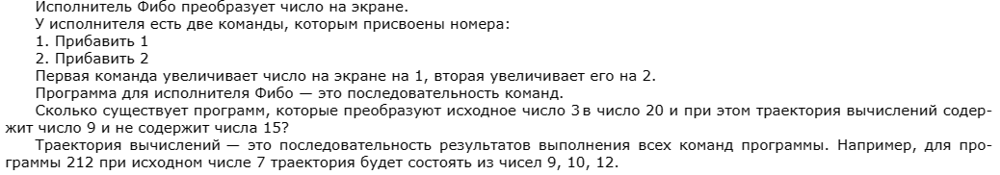 Исполнитель Фибо преобразует число на экране.
У исполнителя есть две команды, которым присвоены номера:
1. Прибавить 1
2. Прибавить 2
Первая команда увеличивает число на экране на 1, вторая увеличивает его на 2.
Программа для исполнителя Фибо — это последовательность команд.
Сколько существует программ, которые преобразуют исходное число 3 в число 20 и при этом траектория вычислений содер-
жит число 9 и не содержит числа 15?
Траектория вычислений — это последовательность результатов выполнения всех команд программы. Например, для про-
граммы 212 при исходном числе 7 траектория будет состоять из чисел 9, 10, 12.